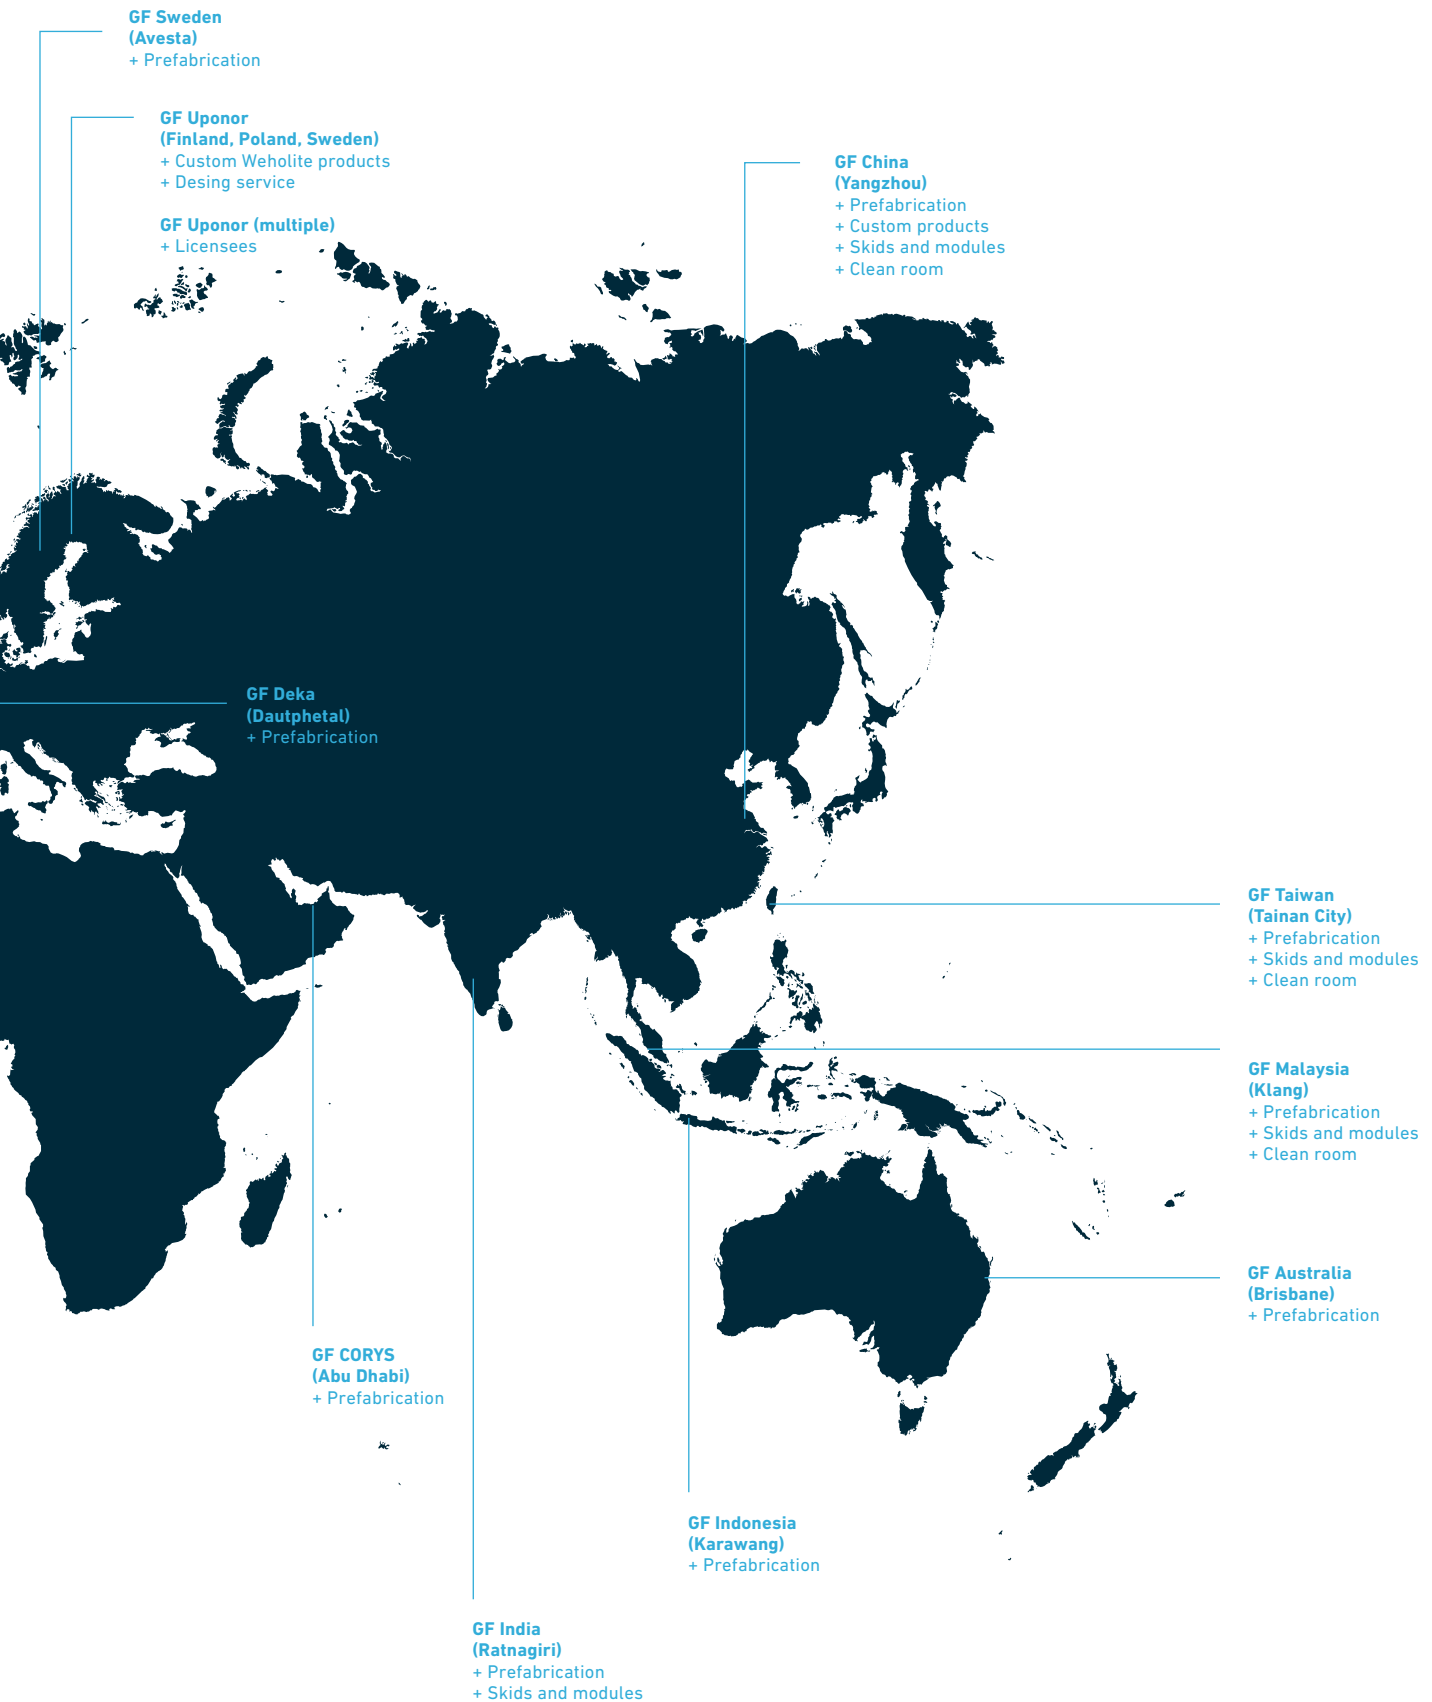 GF Sweden
(Avesta)
+ Prefabrication
GF Uponor
(Finland, Poland, Sweden)
+ Custom Weholite products
+ Desing service
GF Uponor (multiple)
+ Licensees
GF China
(Yangzhou)
+ Prefabrication
+ Custom products
+ Skids and modules
+ Clean room
GF Deka
(Dautphetal)
+ Prefabrication
GF Taiwan
(Tainan City)
+ Prefabrication
+ Skids and modules
+ Clean room
GF Malaysia
(Klang)
+ Prefabrication
+ Skids and modules
+ Clean room
GF Australia
(Brisbane)
+ Prefabrication
GF CORYS
(Abu Dhabi)
+ Prefabrication
GF Indonesia
(Karawang)
+ Prefabrication
GF India
(Ratnagiri)
+ Prefabrication
+ Skids and modules